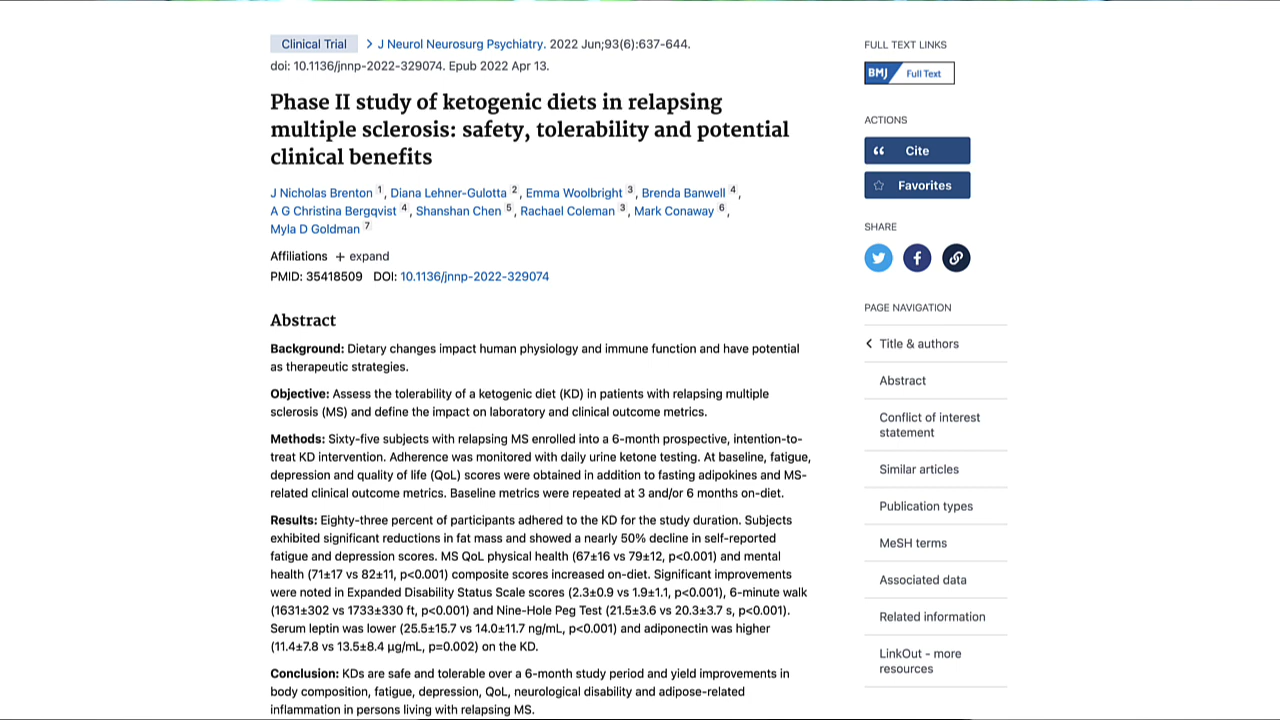 Clinical Trial > J Neurol Neurosurg Psychiatry. 2022 Jun;93(6):637-644.
doi: 10.1136/jnnp-2022-329074. Epub 2022 Apr 13.
Phase II study of ketogenic diets in relapsing
multiple sclerosis: safety, tolerability and potential
clinical benefits
J Nicholas Brenton 1, Diana Lehner-Gulotta 2, Emma Woolbright 3, Brenda Banwell 4,
A G Christina Bergqvist 4, Shanshan Chen 5, Rachael Coleman 3, Mark Conaway 6,
Myla D Goldman 7
Affiliations + expand
PMID: 35418509 DOI: 10.1136/jnnp-2022-329074
Abstract
Background: Dietary changes impact human physiology and immune function and have potential
as therapeutic strategies.
Objective: Assess the tolerability of a ketogenic diet (KD) in patients with relapsing multiple
sclerosis (MS) and define the impact on laboratory and clinical outcome metrics.
Methods: Sixty-five subjects with relapsing MS enrolled into a 6-month prospective, intention-to-
treat KD intervention. Adherence was monitored with daily urine ketone testing. At baseline, fatigue,
depression and quality of life (QoL) scores were obtained in addition to fasting adipokines and MS-
related clinical outcome metrics. Baseline metrics were repeated at 3 and/or 6 months on-diet.
Results: Eighty-three percent of participants adhered to the KD for the study duration. Subjects
exhibited significant reductions in fat mass and showed a nearly 50% decline in self-reported
fatigue and depression scores. MS QoL physical health (67±16 vs 79±12, p<0.001) and mental
health (71±17 vs 82±11, p<0.001) composite scores increased on-diet. Significant improvements
were noted in Expanded Disability Status Scale scores (2.3±0.9 vs 1.9±1.1, p<0.001), 6-minute walk
(1631±302 vs 1733±330 ft, p<0.001) and Nine-Hole Peg Test (21.5±3.6 vs 20.3±3.7 s, p<0.001).
Serum leptin was lower (25.5±15.7 vs 14.0±11.7 ng/mL, p<0.001) and adiponectin was higher
(11.4±7.8 vs 13.5±8.4 µg/mL, p=0.002) on the KD.
Conclusion: KDs are safe and tolerable over a 6-month study period and yield improvements in
body composition, fatigue, depression, QoL, neurological disability and adipose-related
inflammation in persons living with relapsing MS.
FULL TEXT LINKS
BMJ Full Text
ACTIONS
Cite
Favorites
SHARE
PAGE NAVIGATION
Title & authors
Abstract
Conflict of interest
statement
Similar articles
Publication types
MeSH terms
Associated data
Related information
LinkOut - more
resources